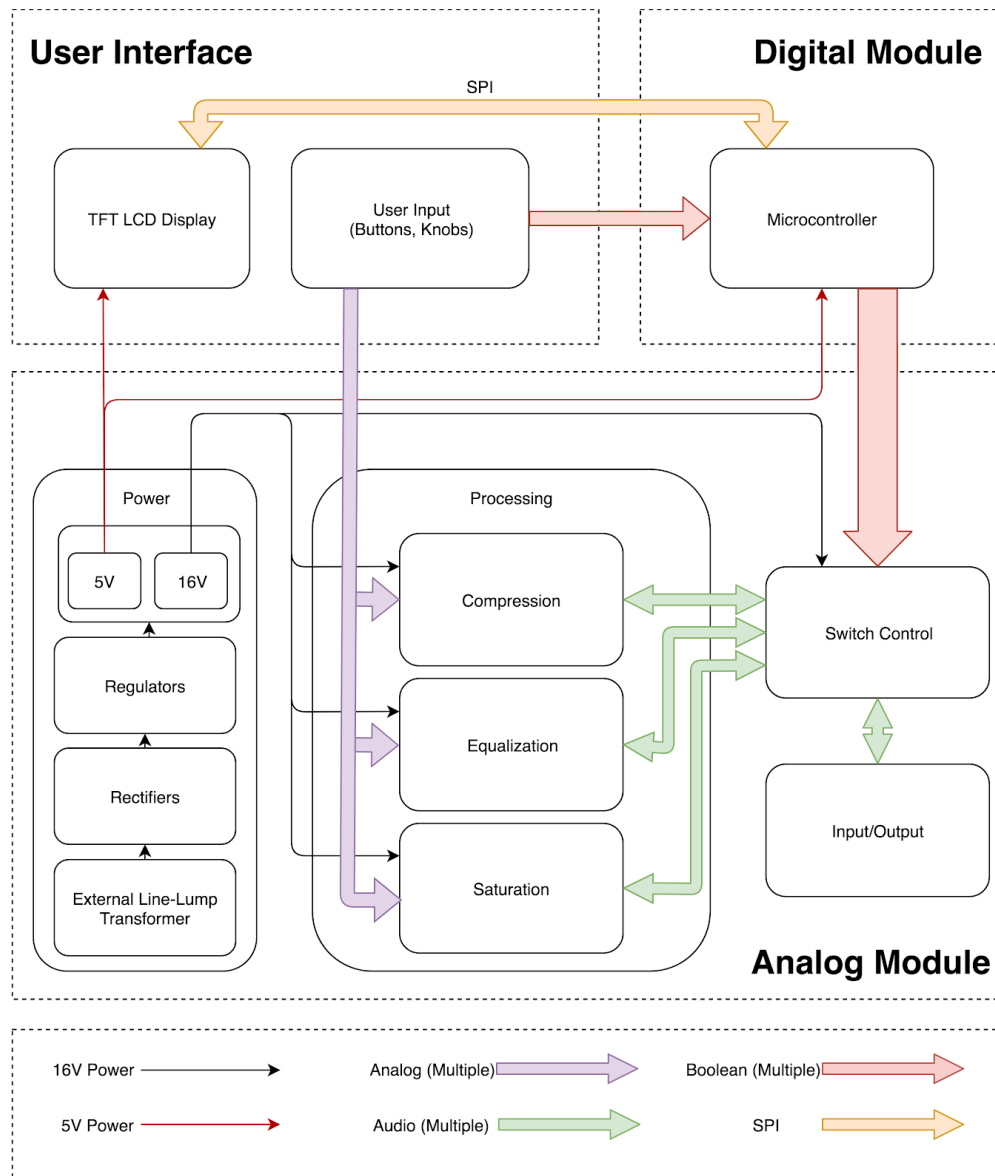 User Interface
Digital Module
SPI
TFT LCD Display
User Input
(Buttons, Knobs)
Microcontroller
Power
Processing
5V
16V
Compression
Switch Control
Regulators
Equalization
Rectifiers
Input/Output
External Line-Lump
Transformer
Saturation
Analog Module
16V Power
Analog (Multiple)
Boolean (Multiple)
5V Power
Audio (Multiple)
SPI